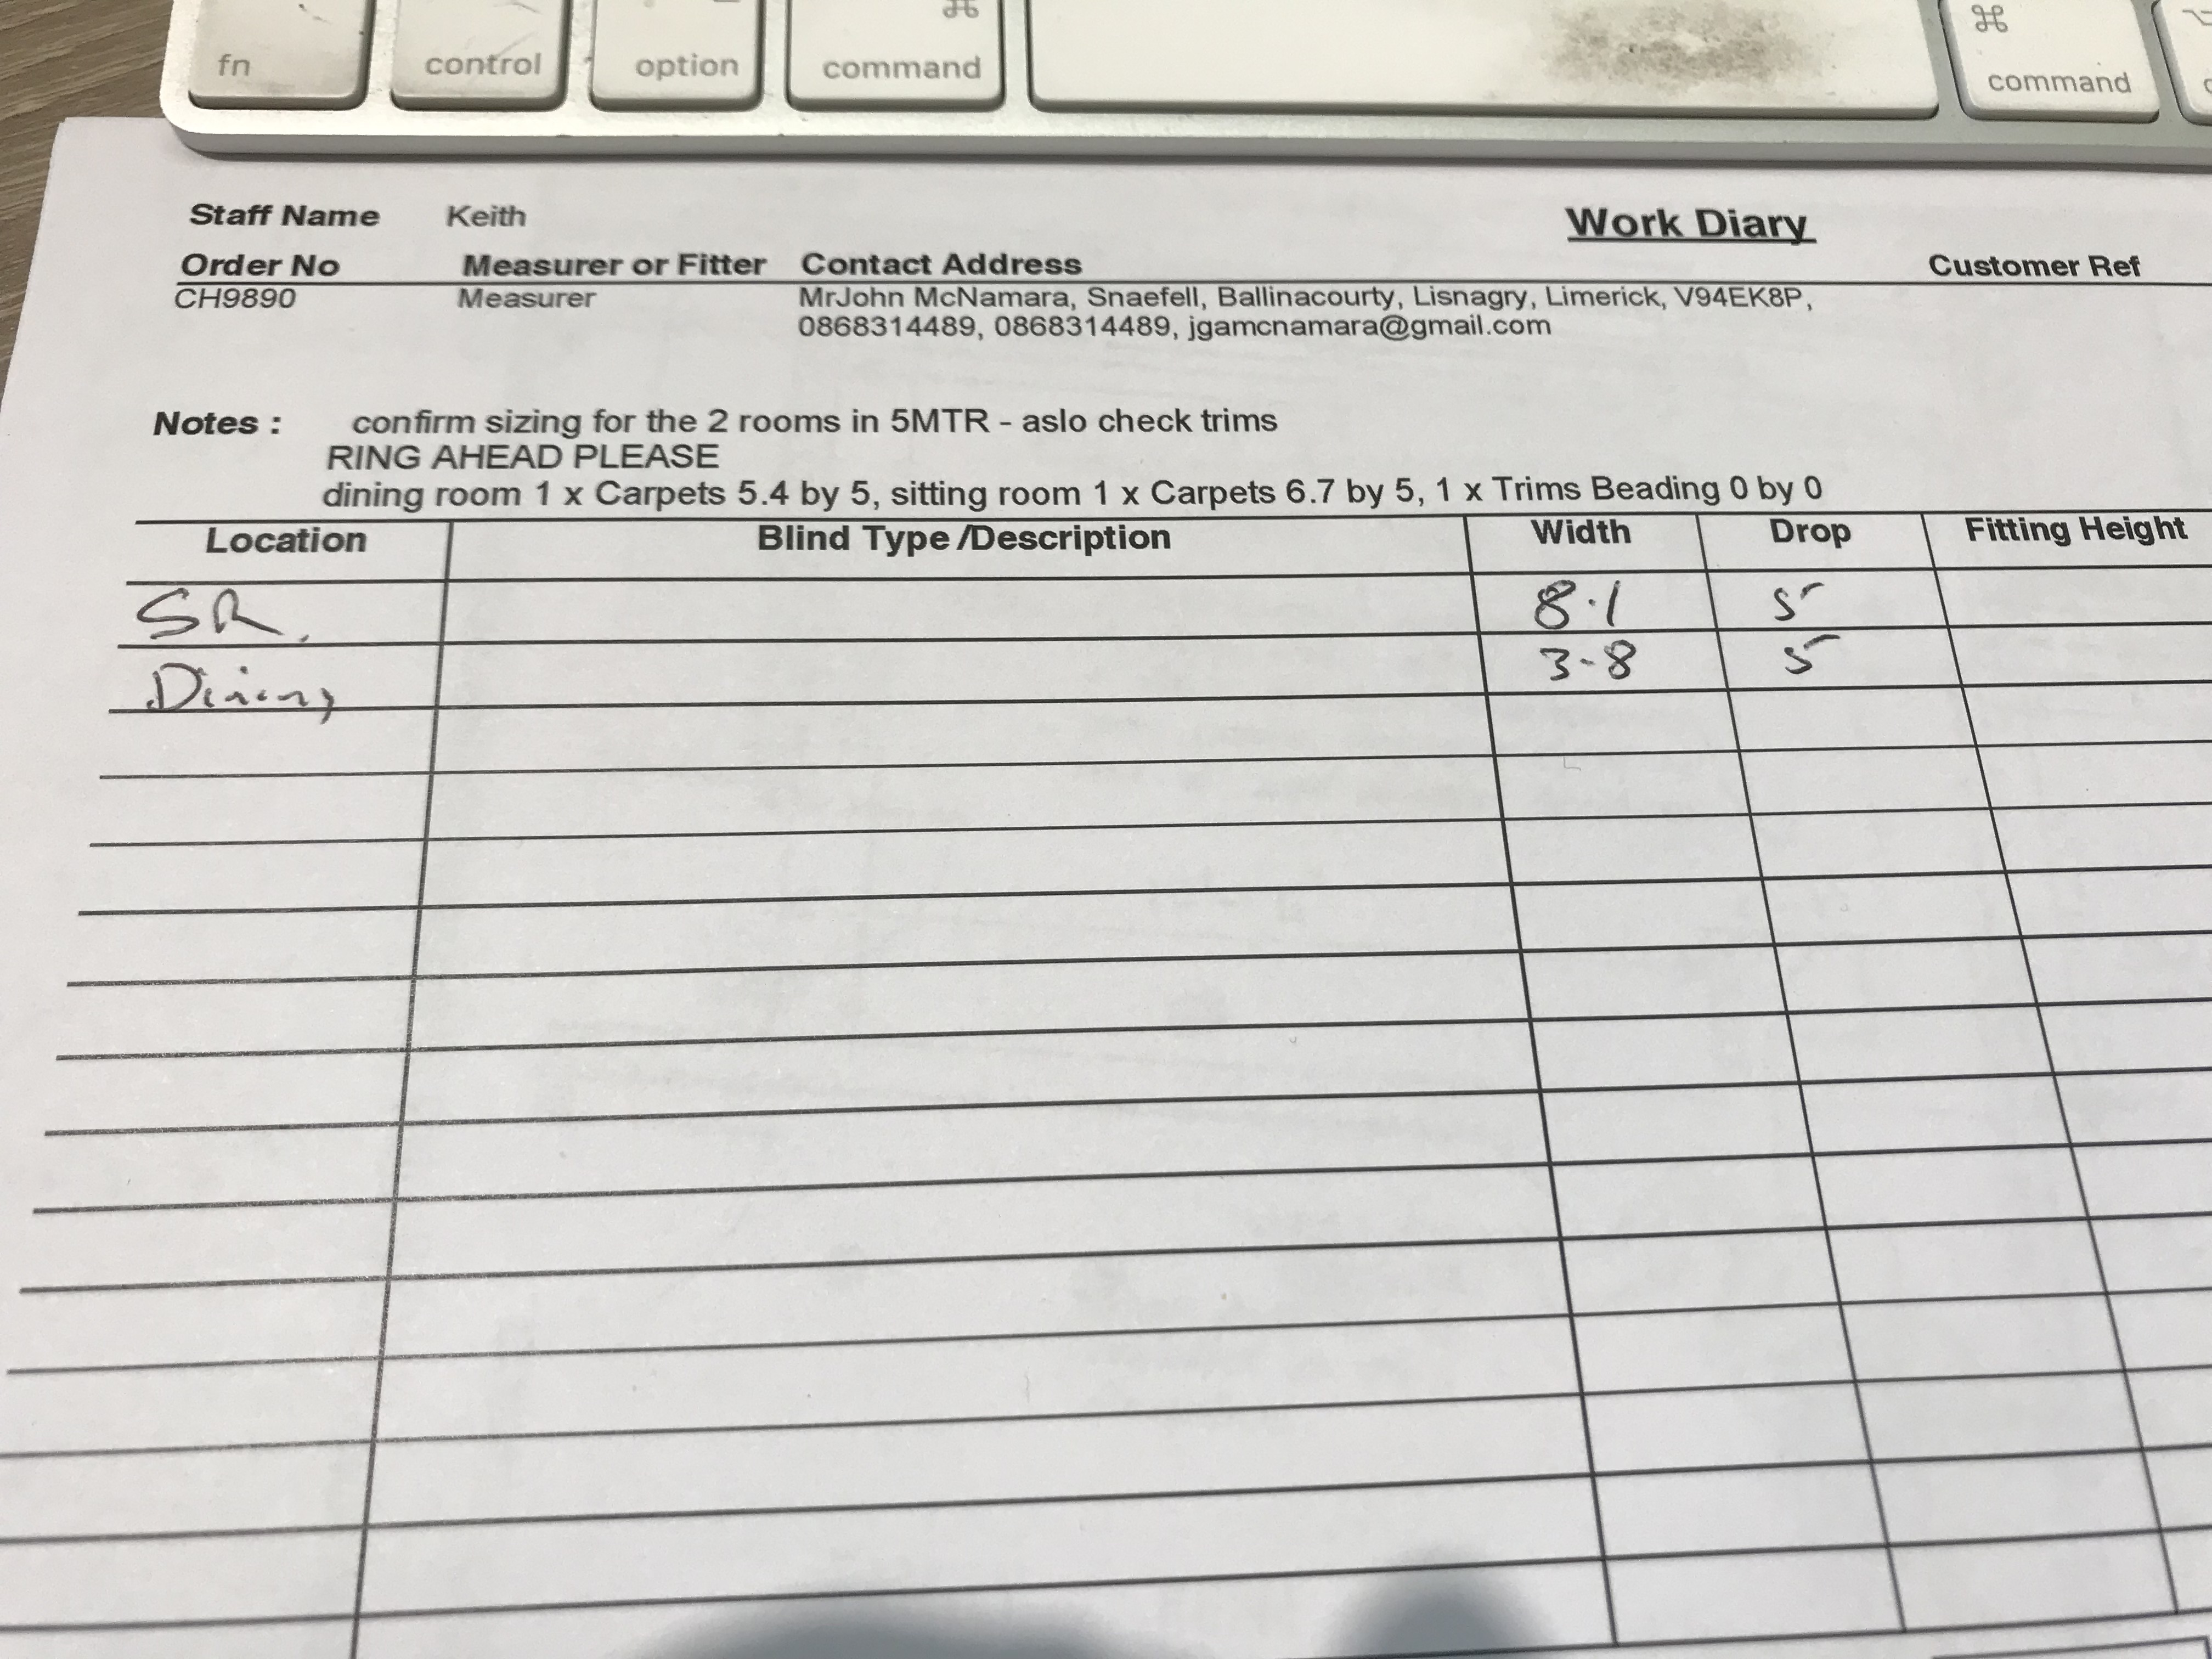 ⌘ ⌘
fn control option command command
Staff Name Keith Work Diary
Order No Measurer or Fitter Contact Address Customer Ref
CH9890 Measurer MrJohn McNamara, Snaefell, Ballinacourty, Lisnagry, Limerick, V94EK8P,
0868314489, 0868314489, jgamcnamara@gmail.com
Notes : confirm sizing for the 2 rooms in 5MTR - aslo check trims
RING AHEAD PLEASE
dining room 1 x Carpets 5.4 by 5, sitting room 1 x Carpets 6.7 by 5, 1 x Trims Beading 0 by 0
Location Blind Type /Description Width Drop Fitting Height
SR. 8.1 5
Dining 3-8 5